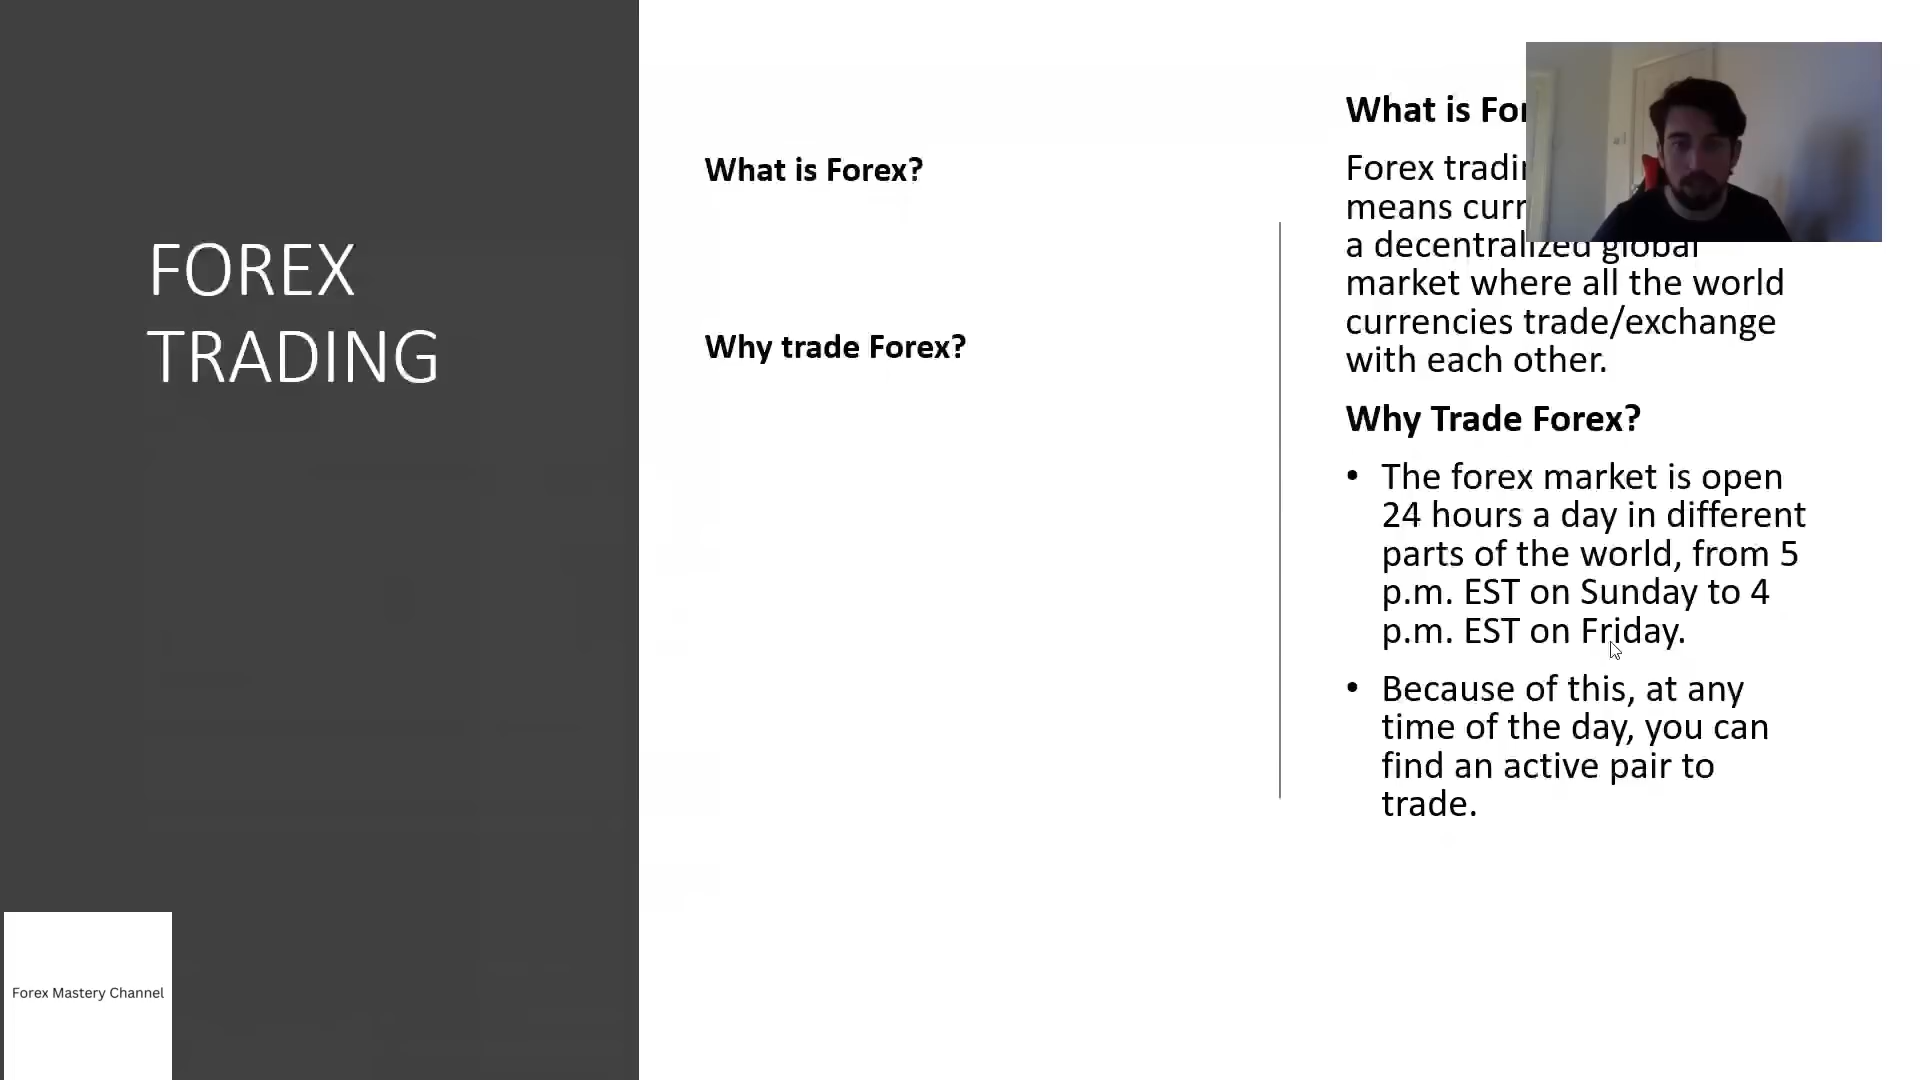 FOREX
TRADING
What is Forex?
Why trade Forex?
What is
Forex
means
a decentralized global
market where all the world
currencies trade/exchange
with each other.
Why Trade Forex?
• The forex market is open
24 hours a day in different
parts of the world, from 5
p.m. EST on Sunday to 4
p.m. EST on Friday.
• Because of this, at any
time of the day, you can
find an active pair to
trade.
Forex Mastery Channel